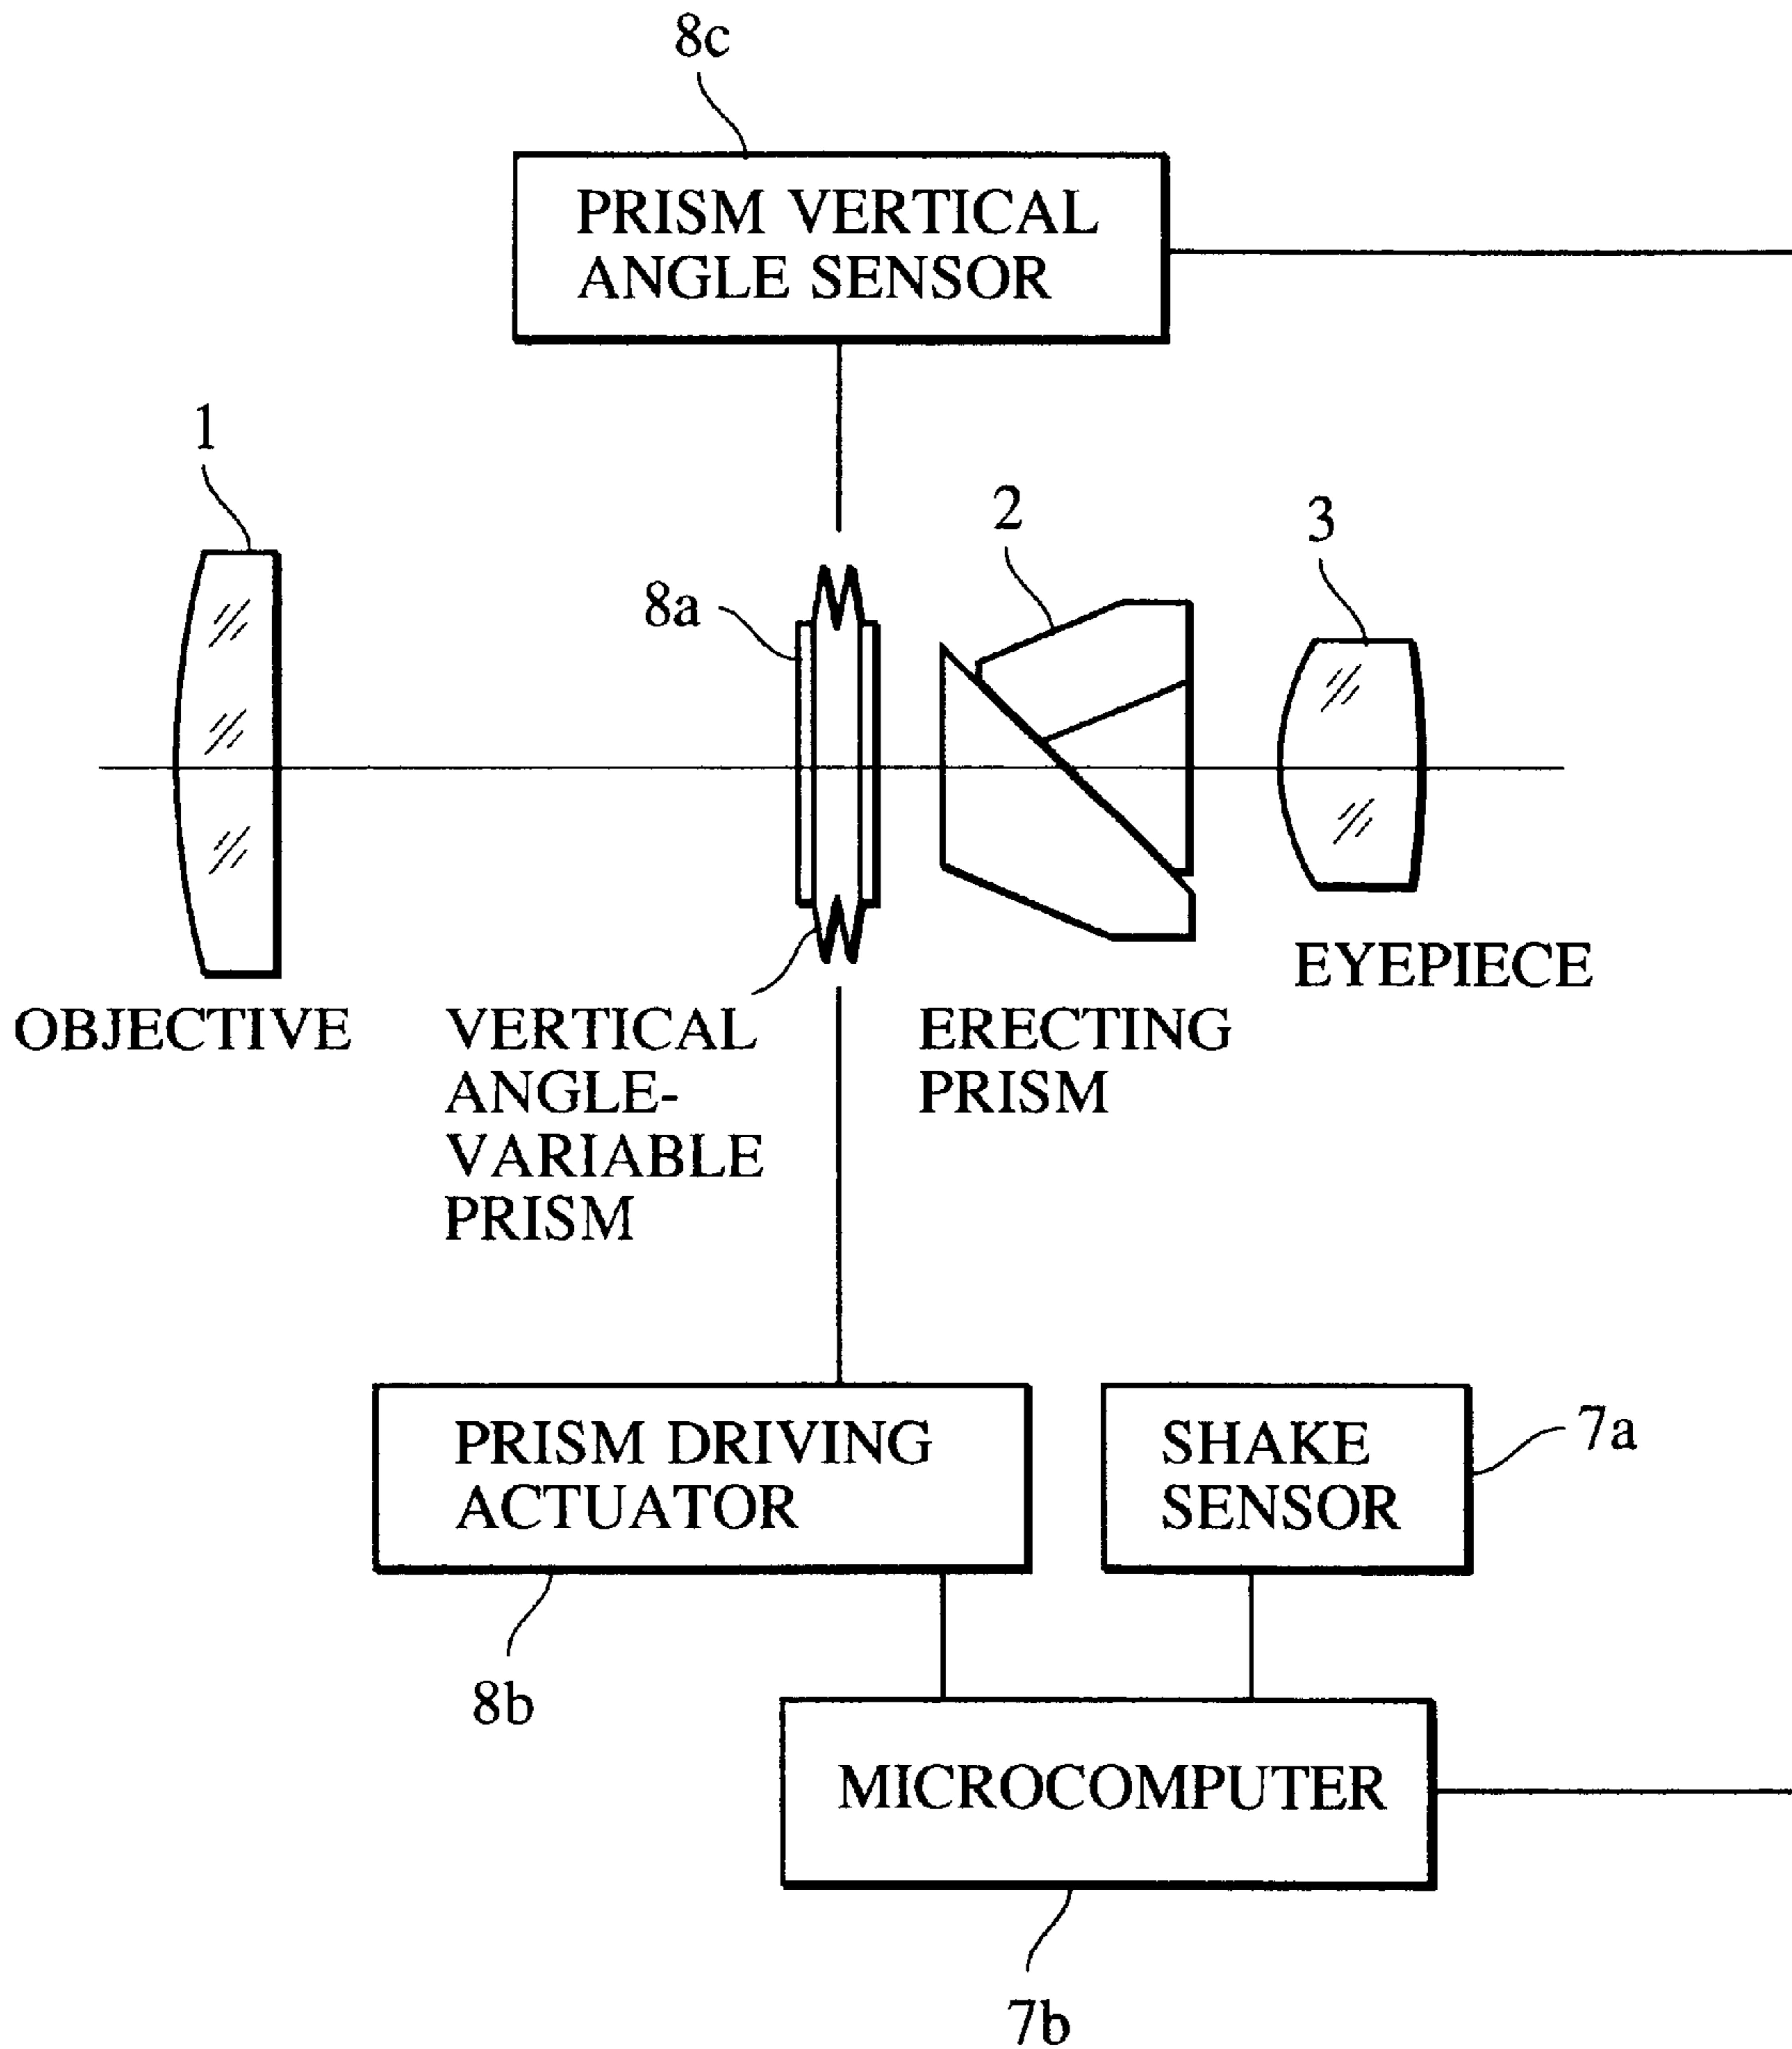 8c
PRISM VERTICAL
ANGLE SENSOR
1
2
3
8a
EYEPIECE
OBJECTIVE
VERTICAL
ANGLE-
VARIABLE
PRISM
ERECTING
PRISM
PRISM DRIVING
ACTUATOR
SHAKE
SENSOR
7a
8b
MICROCOMPUTER
7b